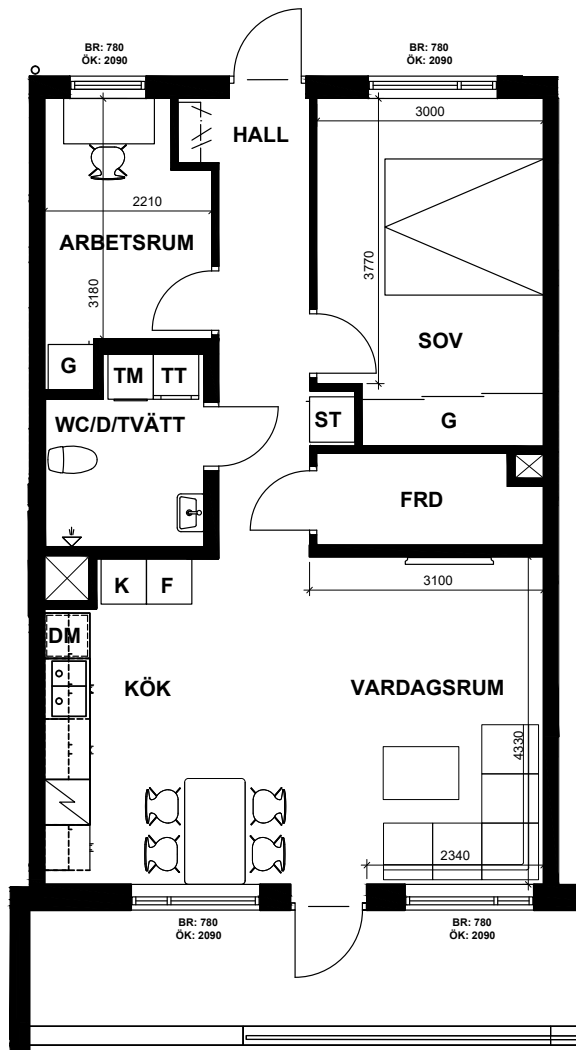 BR: 780
ÖK: 2090
BR: 780
ÖK: 2090
3000
HALL
2210
ARBETSRUM
3180
3770
SOV
G
TM
TT
WC/D/TVÄTT
ST
G
FRD
K
F
3100
DM
KÖK
VARDAGSRUM
4330
2340
BR: 780
ÖK: 2090
BR: 780
ÖK: 2090